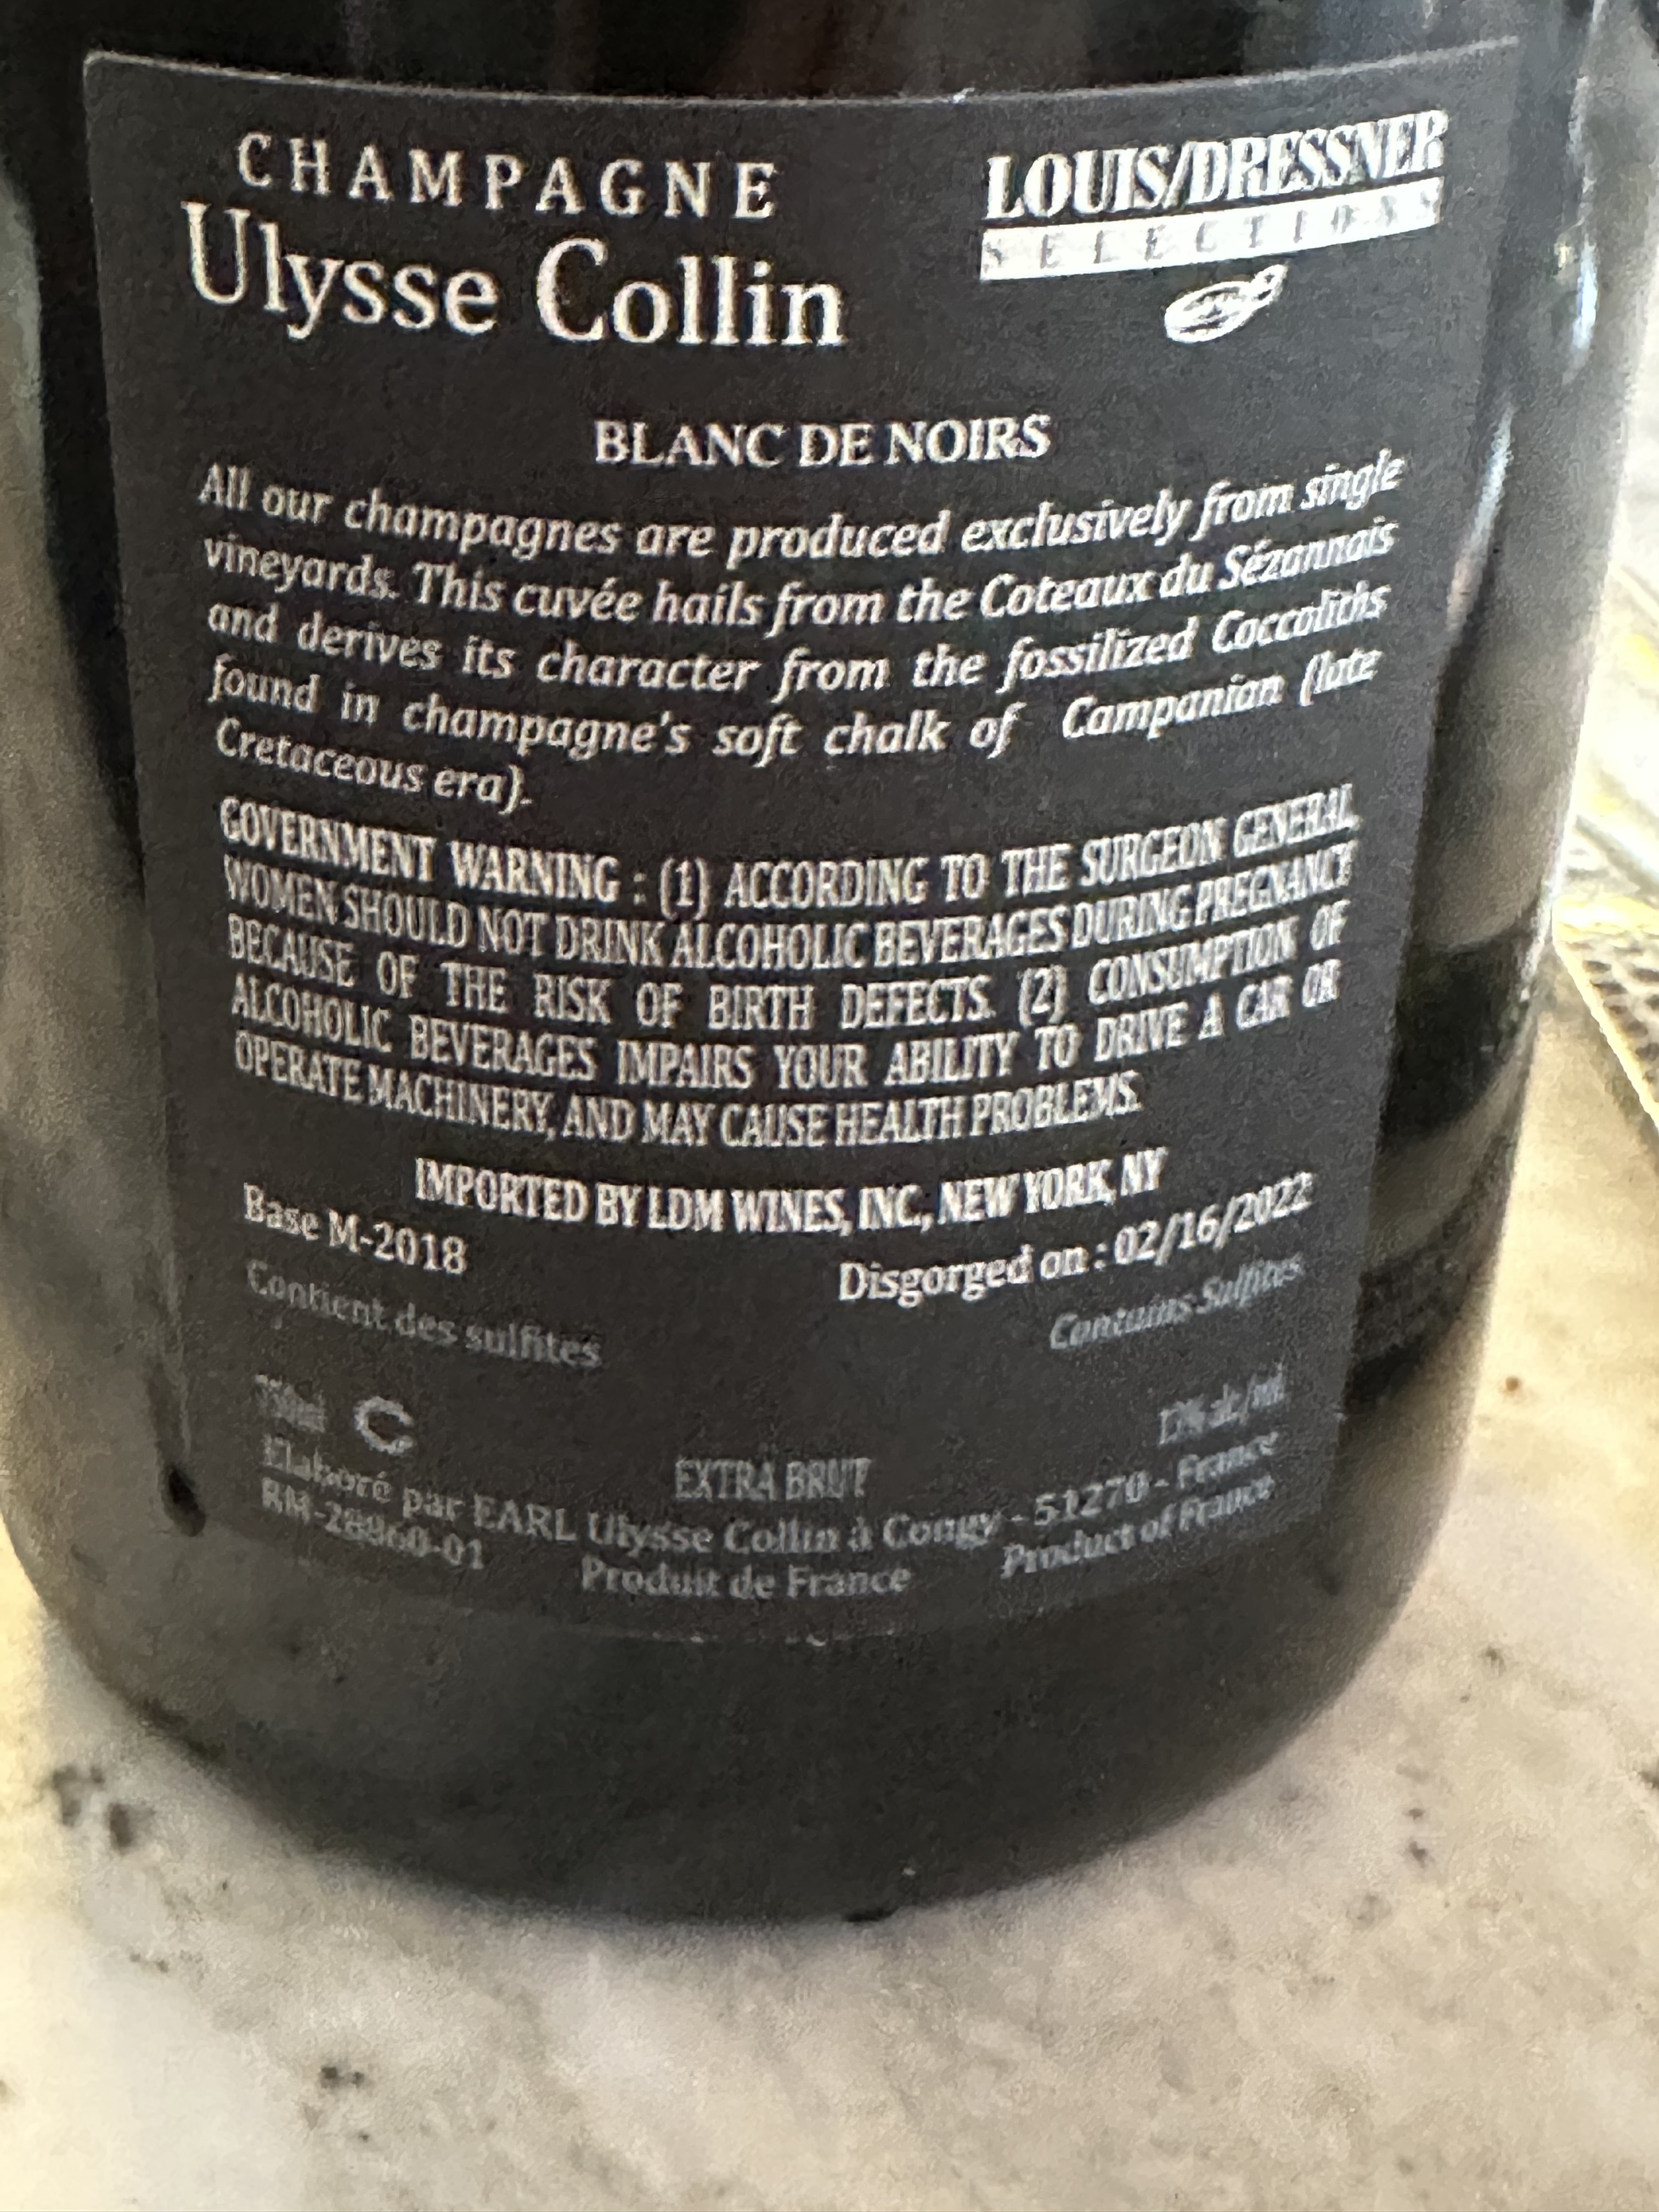 CHAMPAGNE
Ulysse Collin
LOUIS/DRESSNER
SELECTIONS
BLANC DE NOIRS
All our champagnes are produced exclusively from single
vineyards. This cuvée hails from the Coteaux du Sézannais
and derives its character from the fossilized Coccoliths
found in champagne's soft chalk of Campanian (late
Cretaceous era).
GOVERNMENT WARNING : (1) ACCORDING TO THE SURGEON GENERAL,
WOMEN SHOULD NOT DRINK ALCOHOLIC BEVERAGES DURING PREGNANCY
BECAUSE OF THE RISK OF BIRTH DEFECTS. (2) CONSUMPTION OF
ALCOHOLIC BEVERAGES IMPAIRS YOUR ABILITY TO DRIVE A CAR OR
OPERATE MACHINERY, AND MAY CAUSE HEALTH PROBLEMS.
IMPORTED BY LDM WINES, INC., NEW YORK, NY
Base M-2018
Disgorged on : 02/16/2022
Contient des sulfites
Contains Sulfites
C
EXTRA BRUT
Elaboré par EARL Ulysse Collin à Congy - 51270 - France
Produit de France
Product of France